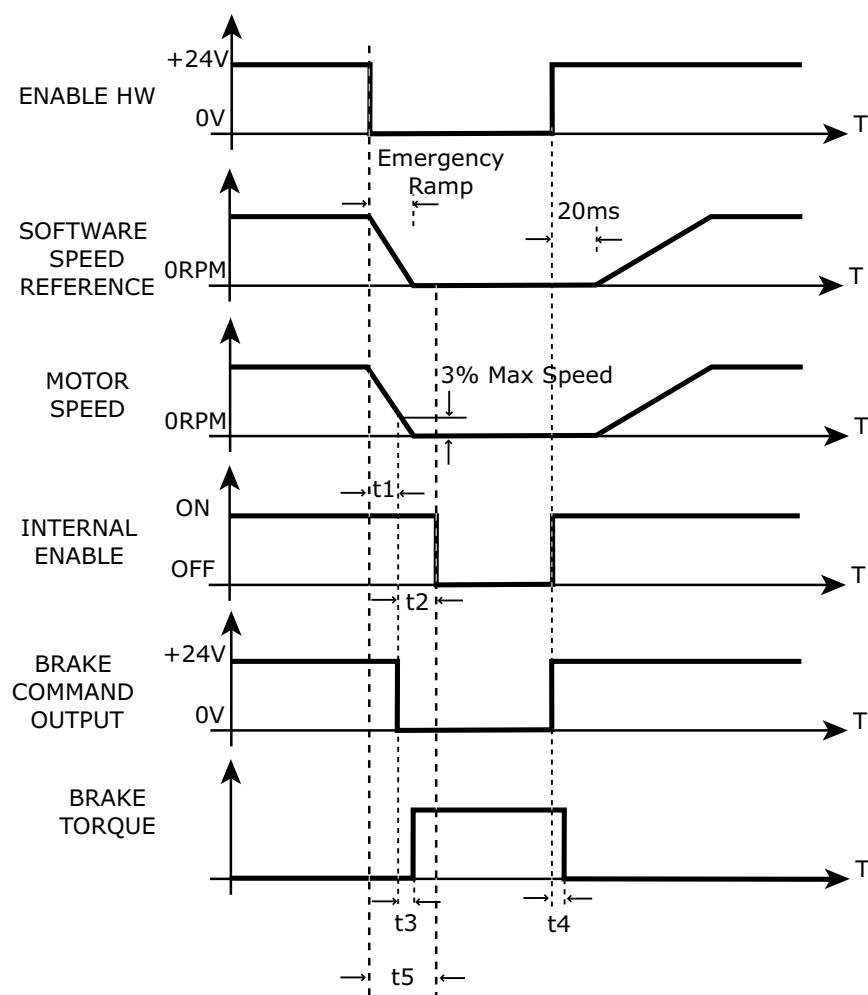 +24V
ENABLE HW
0V
T
Emergency
Ramp
20ms
SOFTWARE
SPEED
REFERENCE
0RPM
T
3% Max Speed
MOTOR
SPEED
0RPM
T
t1
ON
INTERNAL
ENABLE
OFF
T
t2
+24V
BRAKE
COMMAND
OUTPUT
0V
T
BRAKE
TORQUE
T
t3
t4
t5